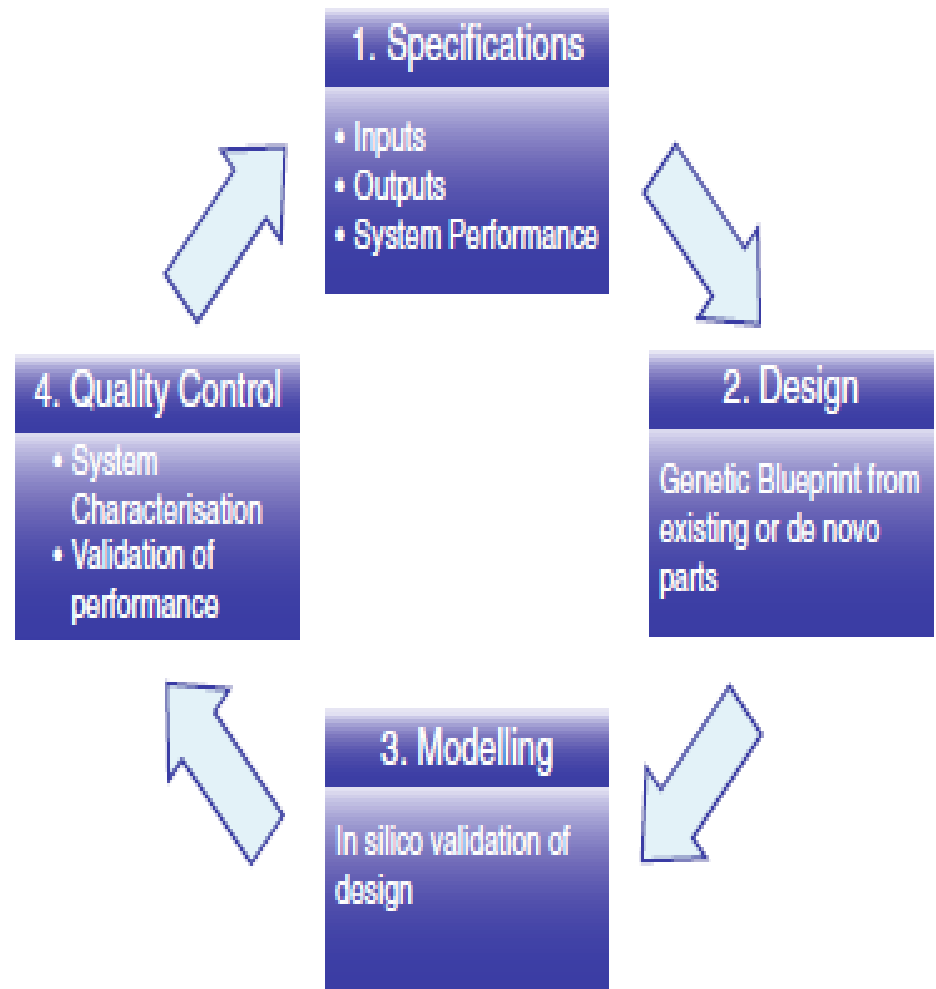 1. Specifications
• Inputs
• Outputs
• System Performance
2. Design
Genetic Blueprint from
existing or de novo
parts
3. Modelling
In silico validation of
design
4. Quality Control
• System
Characterisation
• Validation of
performance